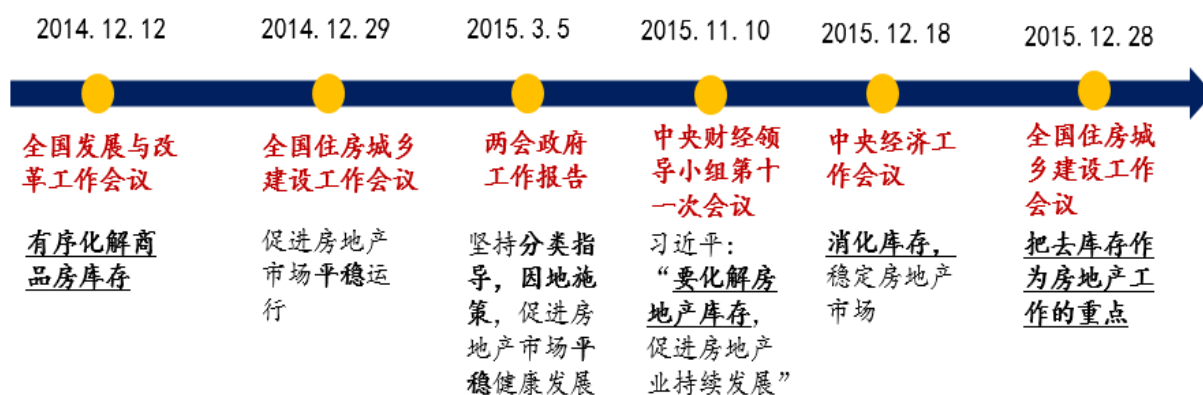 2014.12.12
2014.12.29
2015.3.5
2015.11.10
2015.12.18
2015.12.28
全国发展与改
革工作会议
有序化解商
品房库存
全国住房城乡
建设工作会议
促进房地产
市场平稳运
行
两会政府
工作报告
坚持分类指
导，因地施
策，促进房
地产市场平
稳健康发展
中央财经领
导小组第十
一次会议
习近平：
“要化解房
地产库存，
促进房地产
业持续发展”
中央经济工
作会议
消化库存，
稳定房地产
市场
全国住房城
乡建设工作
会议
把去库存作
为房地产工
作的重点